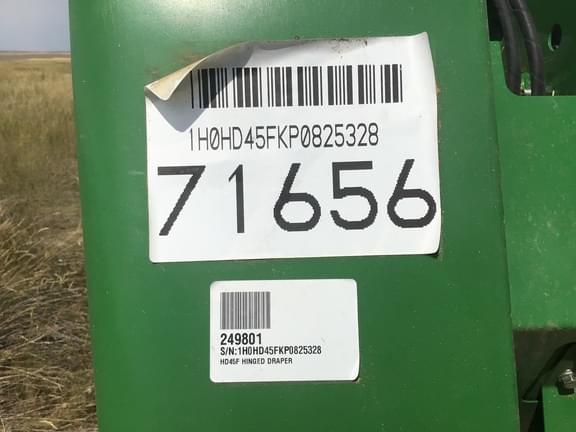 1H0HD45FKP0825328
71656
249801
S/N:1H0HD45FKP0825328
HD45F HINGED DRAPER